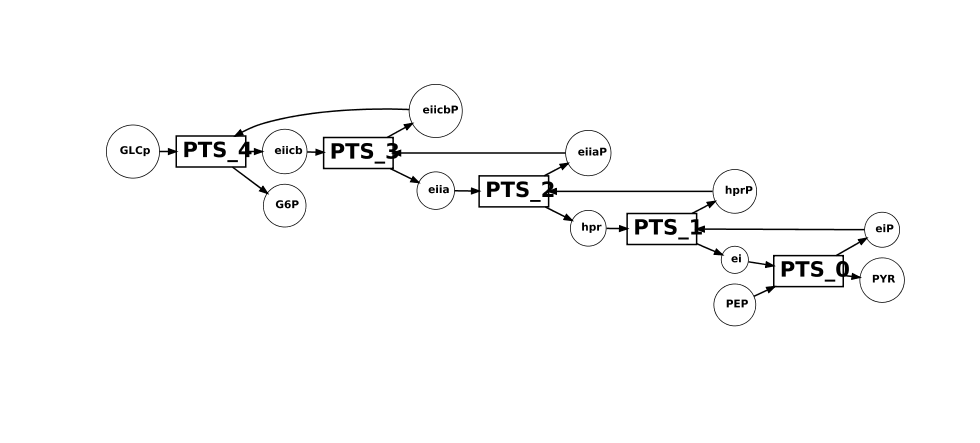 eiicbP
GLCp
PTS_4
eiicb
PTS_3
eiiaP
G6P
eiia
PTS_2
hprP
hpr
PTS_1
eiP
ei
PTS_0
PYR
PEP